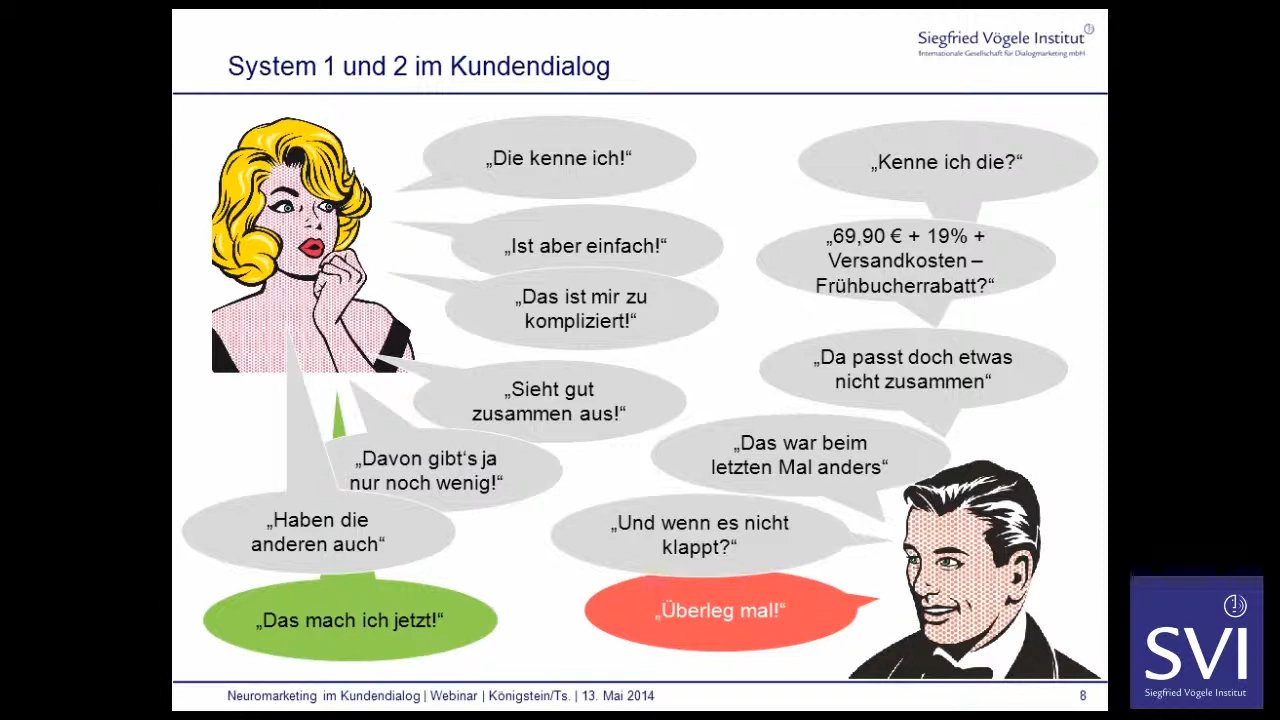 Siegfried Vögele Institut
Internationale Gesellschaft für Dialogmarketing mbH
System 1 und 2 im Kundendialog
„Die kenne ich!“
„Ist aber einfach!“
„Das ist mir zu
kompliziert!“
„Sieht gut
zusammen aus!“
„Davon gibt‘s ja
nur noch wenig!“
„Haben die
anderen auch“
„Das mach ich jetzt!“
„Kenne ich die?“
„69,90 € + 19% +
Versandkosten –
Frühbucherrabatt?“
„Da passt doch etwas
nicht zusammen“
„Das war beim
letzten Mal anders“
„Und wenn es nicht
klappt?“
„Überleg mal!“
Neuromarketing im Kundendialog | Webinar | Königstein/Ts. | 13. Mai 2014
8
SVI
Siegfried Vögele Institut